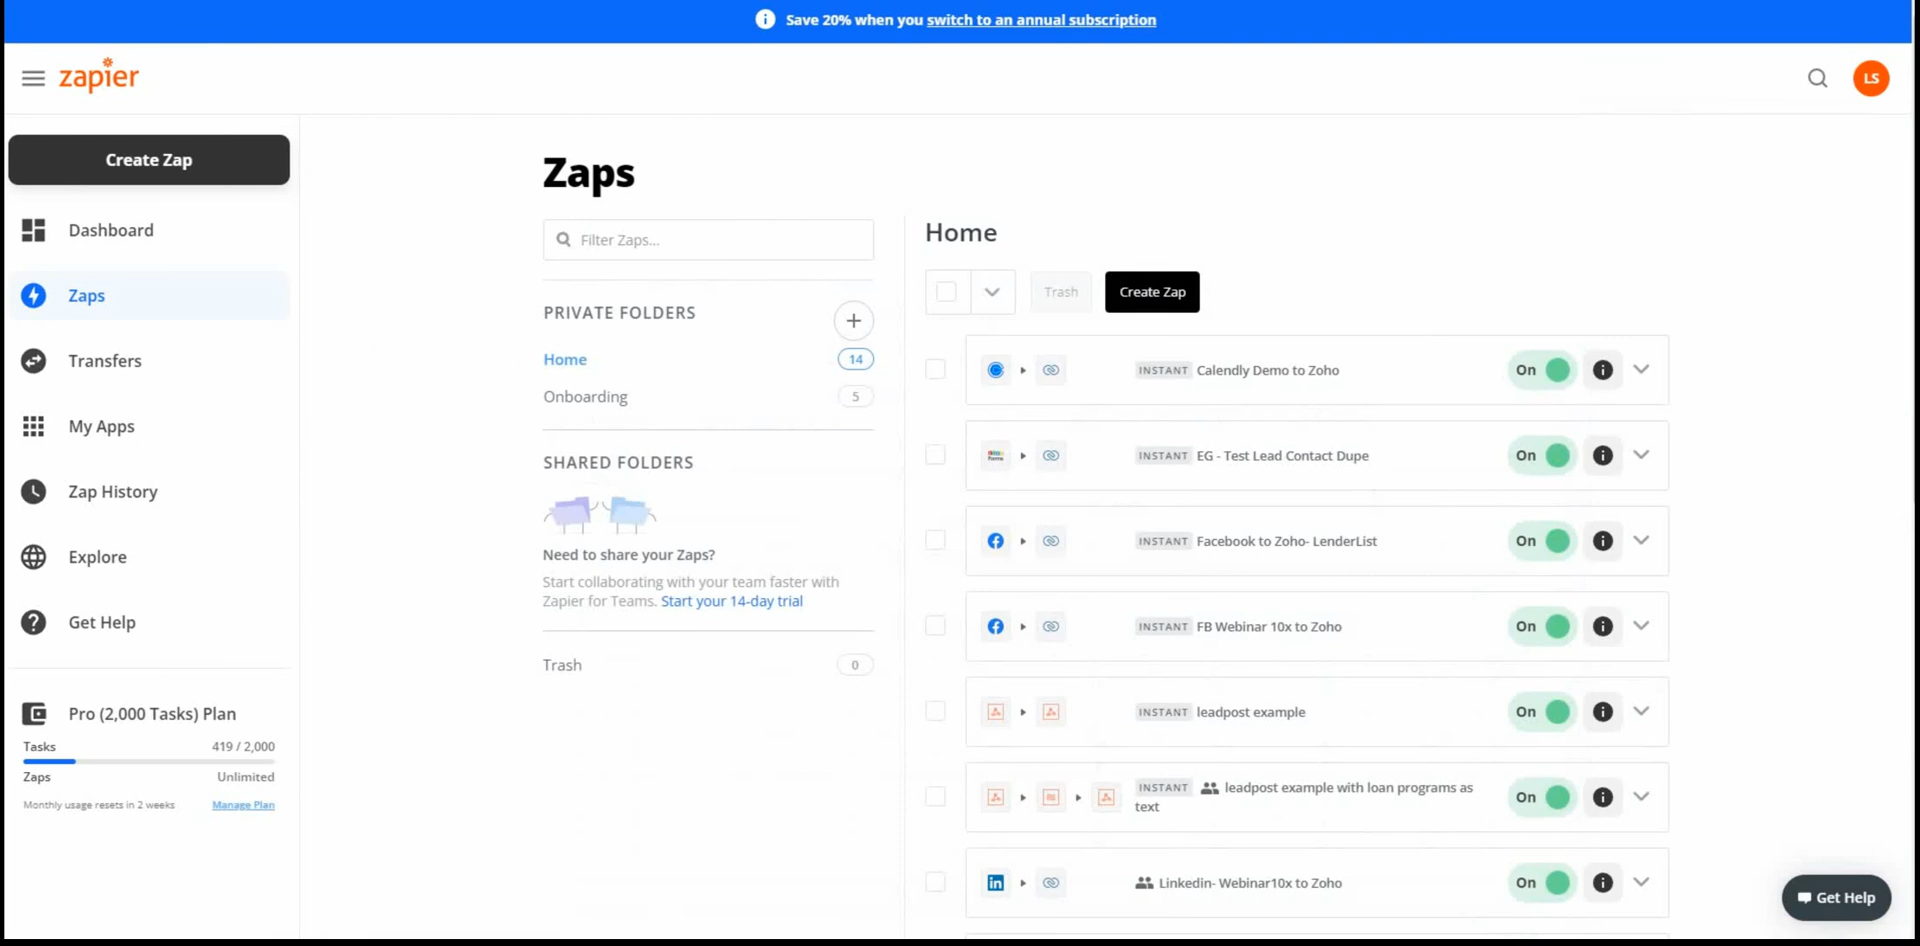 Save 20% when you switch to an annual subscription
zapier
LS
Create Zap
Dashboard
Zaps
Transfers
My Apps
Zap History
Explore
Get Help
Pro (2,000 Tasks) Plan
Tasks 419 / 2,000
Zaps Unlimited
Monthly usage resets in 2 weeks Manage Plan
Zaps
Filter Zaps...
PRIVATE FOLDERS
Home 14
Onboarding 5
SHARED FOLDERS
Need to share your Zaps?
Start collaborating with your team faster with
Zapier for Teams. Start your 14-day trial
Trash 0
Home
Trash Create Zap
INSTANT Calendly Demo to Zoho On
INSTANT EG - Test Lead Contact Dupe On
INSTANT Facebook to Zoho- LenderList On
INSTANT FB Webinar 10x to Zoho On
INSTANT leadpost example On
INSTANT leadpost example with loan programs as
text On
Linkedin- Webinar10x to Zoho On
Get Help